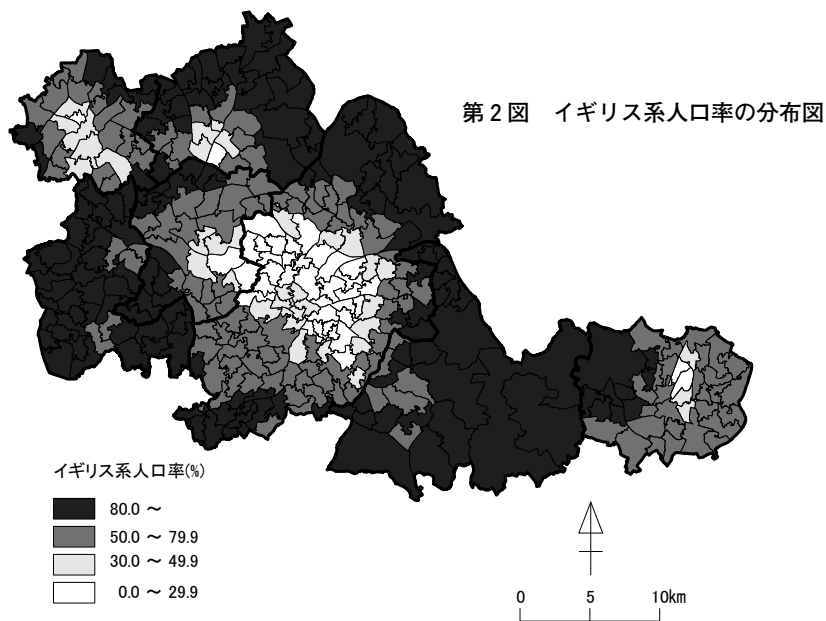 第2図 イギリス系人口率の分布図
イギリス系人口率(%)
80.0 ～
50.0 ～ 79.9
30.0 ～ 49.9
0.0 ～ 29.9
0 5 10km